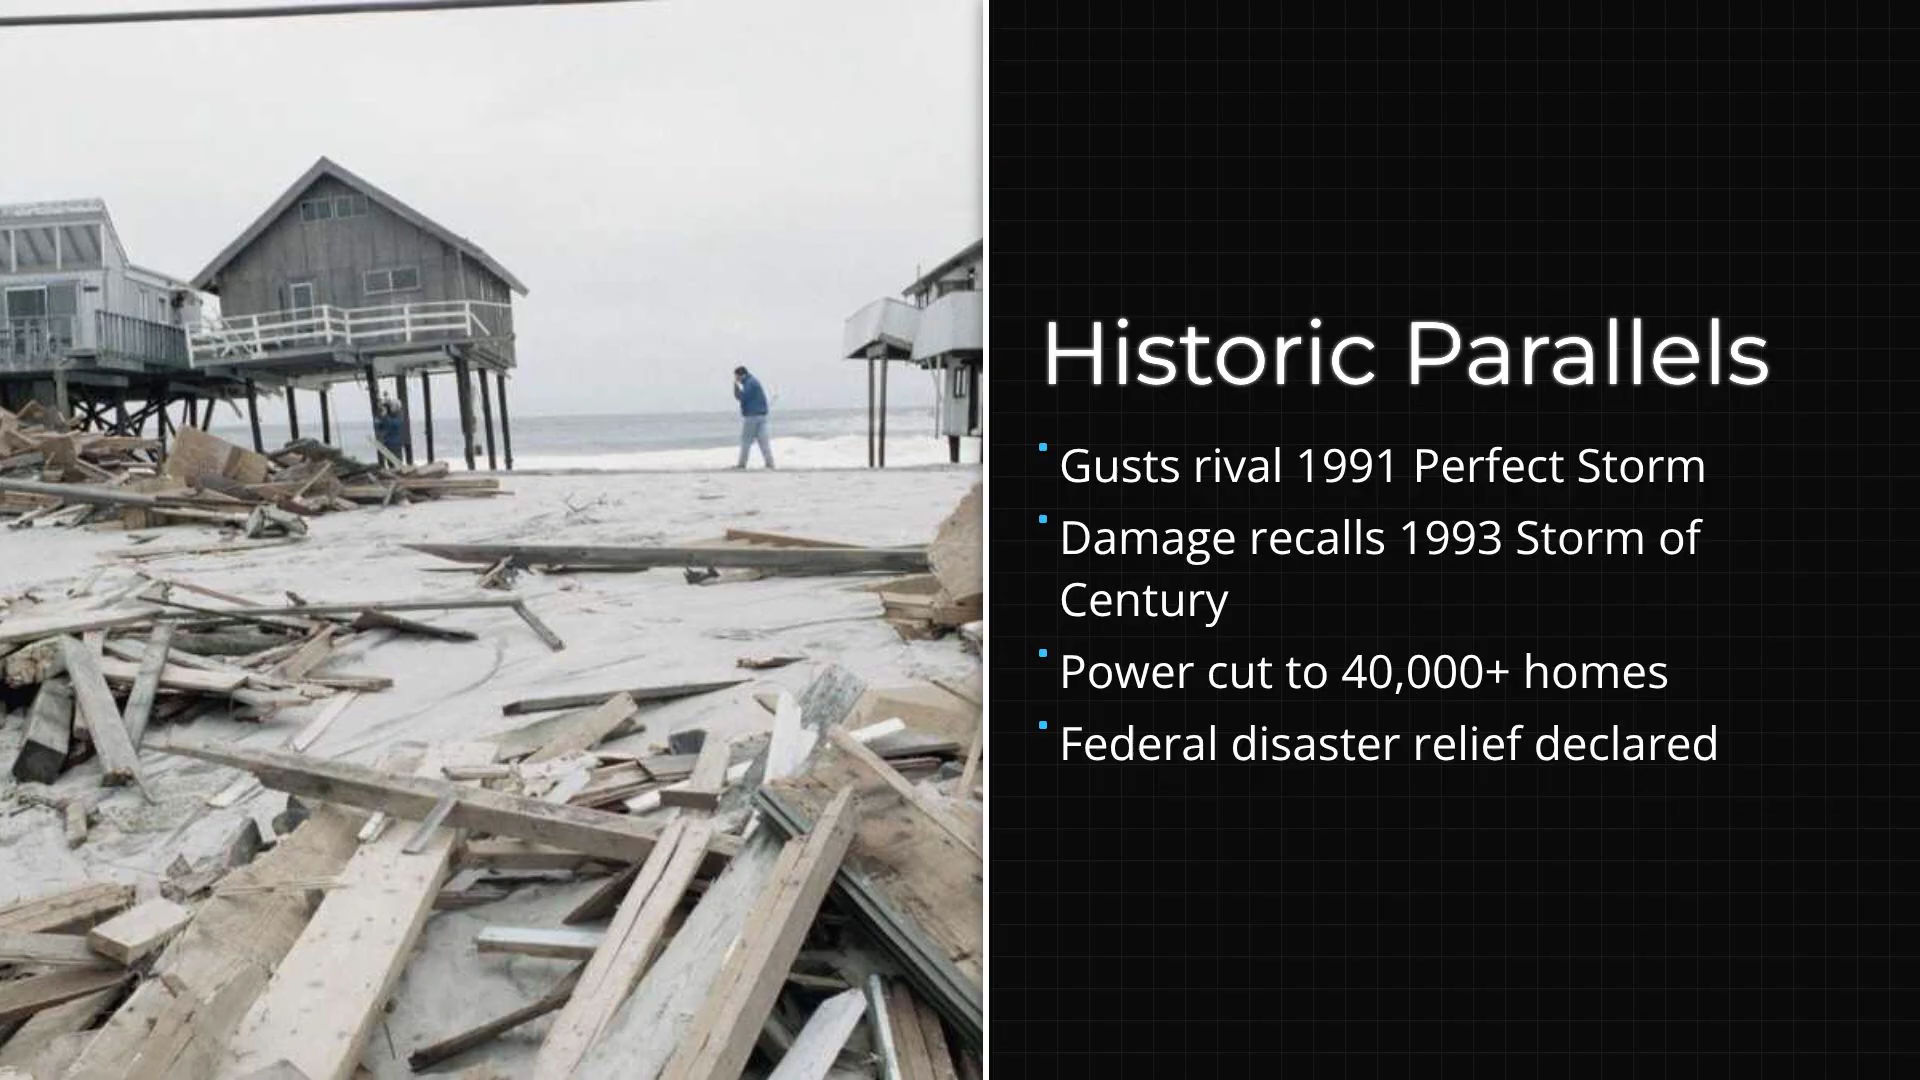 Historic Parallels
Gusts rival 1991 Perfect Storm
Damage recalls 1993 Storm of
Century
Power cut to 40,000+ homes
Federal disaster relief declared